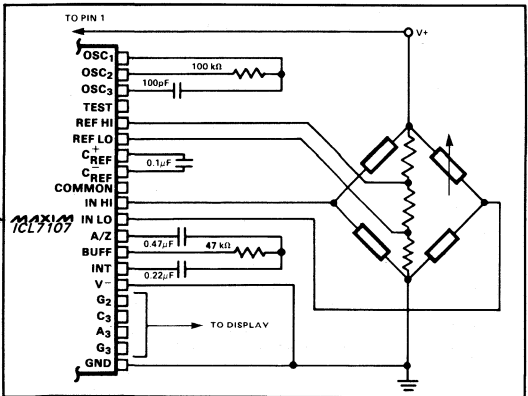 TO PIN 1
V+
OSC1
OSC2
100 kΩ
OSC3
100pF
TEST
REF HI
REF LO
C+REF
0.1µF
C−REF
COMMON
IN HI
MAXIM
ICL7107
IN LO
A/Z
0.47µF
BUFF
47 kΩ
INT
0.22µF
V−
G2
C3
A3
TO DISPLAY
G3
GND